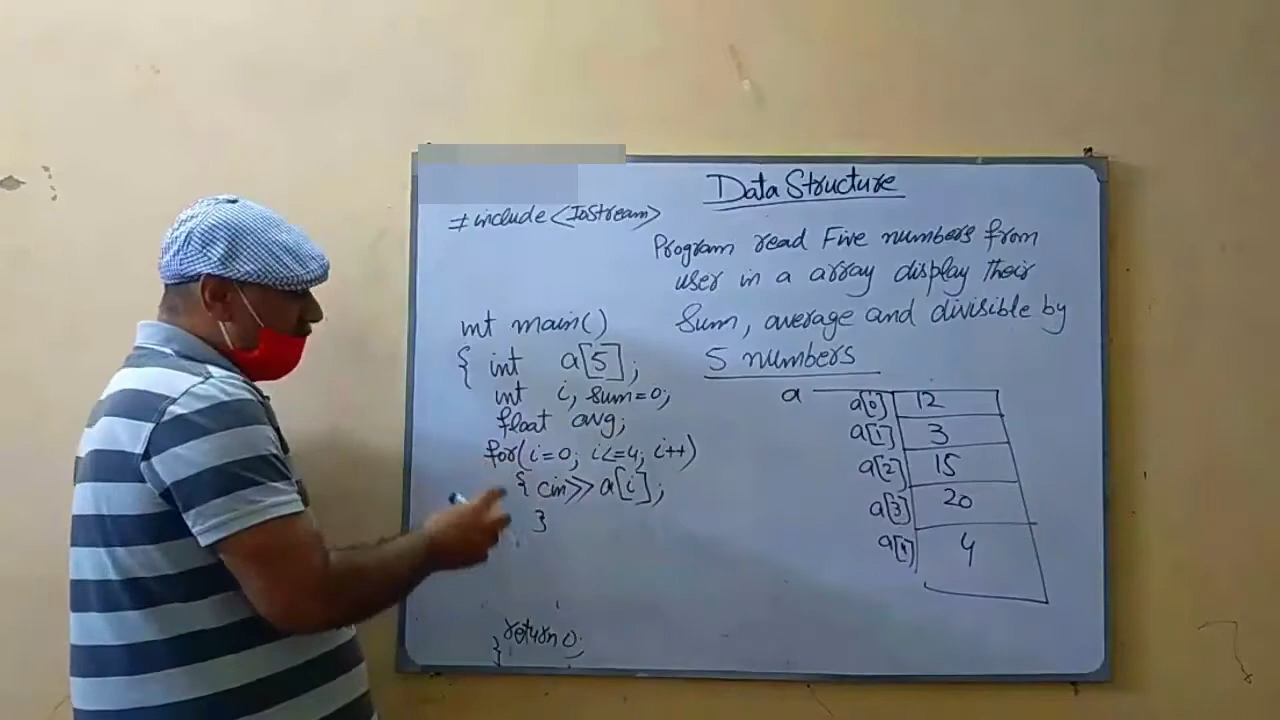 Data Structure
#include<IoStream>
Program read Five numbers from
user in a array display their
Sum, average and divisible by
5 numbers
int main()
{ int a[5];
int i, sum=0;
float avg;
for(i=0; i<=4; i++)
{ cin>> a[i];
}
return 0;
}
a
a[0] 12
a[1] 3
a[2] 15
a[3] 20
a[4] 4